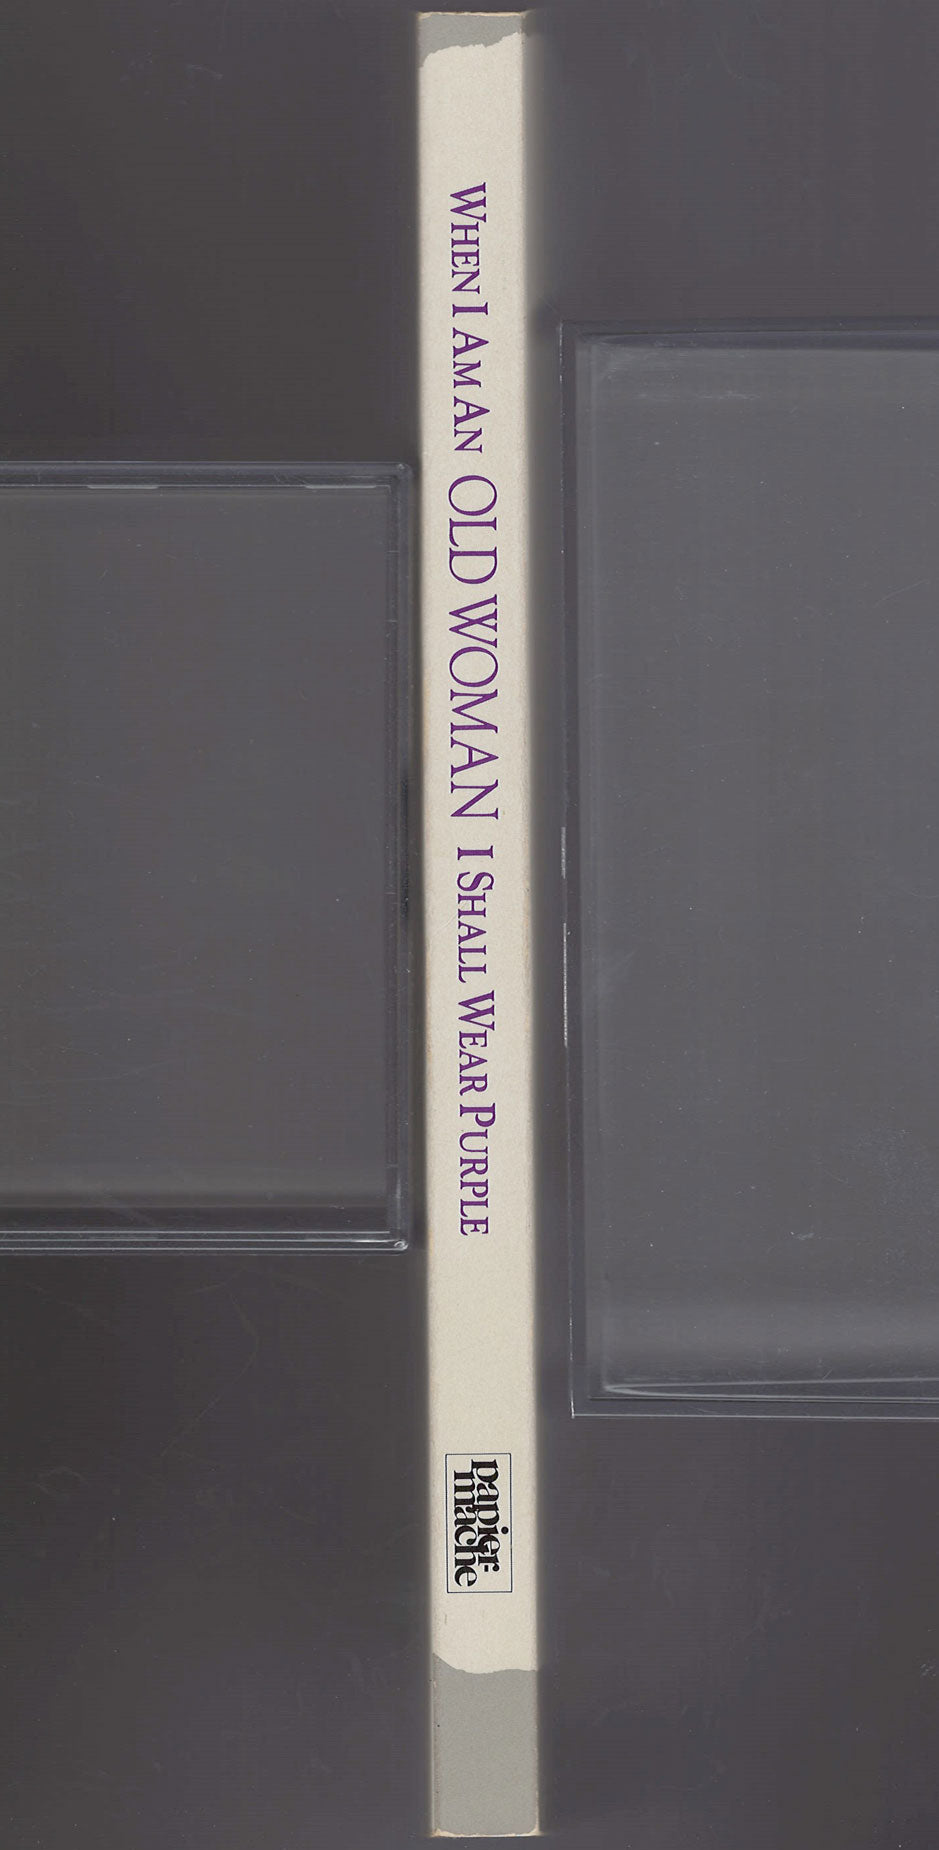 WHEN I AM AN OLD WOMAN I SHALL WEAR PURPLE
papier-
mache